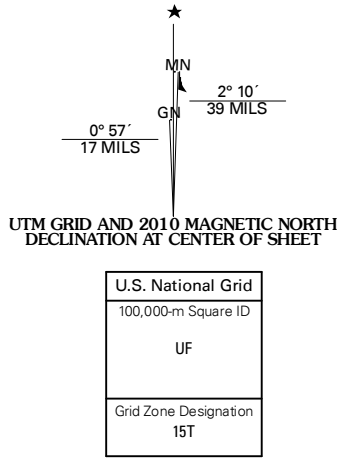 MN
GN
2° 10´
39 MILS
0° 57´
17 MILS
UTM GRID AND 2010 MAGNETIC NORTH
DECLINATION AT CENTER OF SHEET
U.S. National Grid
100,000-m Square ID
UF
Grid Zone Designation
15T